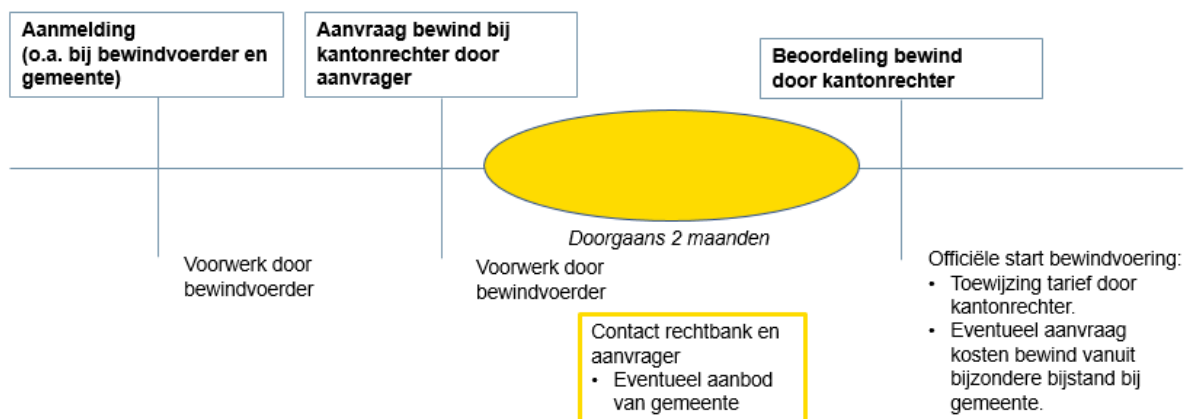 Aanmelding
(o.a. bij bewindvoerder en
gemeente)
Aanvraag bewind bij
kantonrechter door
aanvrager
Beoordeling bewind
door kantonrechter
Doorgaans 2 maanden
Voorwerk door
bewindvoerder
Voorwerk door
bewindvoerder
Contact rechtbank en
aanvrager
• Eventueel aanbod
van gemeente
Officiële start bewindvoering:
• Toewijzing tarief door
kantonrechter.
• Eventueel aanvraag
kosten bewind vanuit
bijzondere bijstand bij
gemeente.